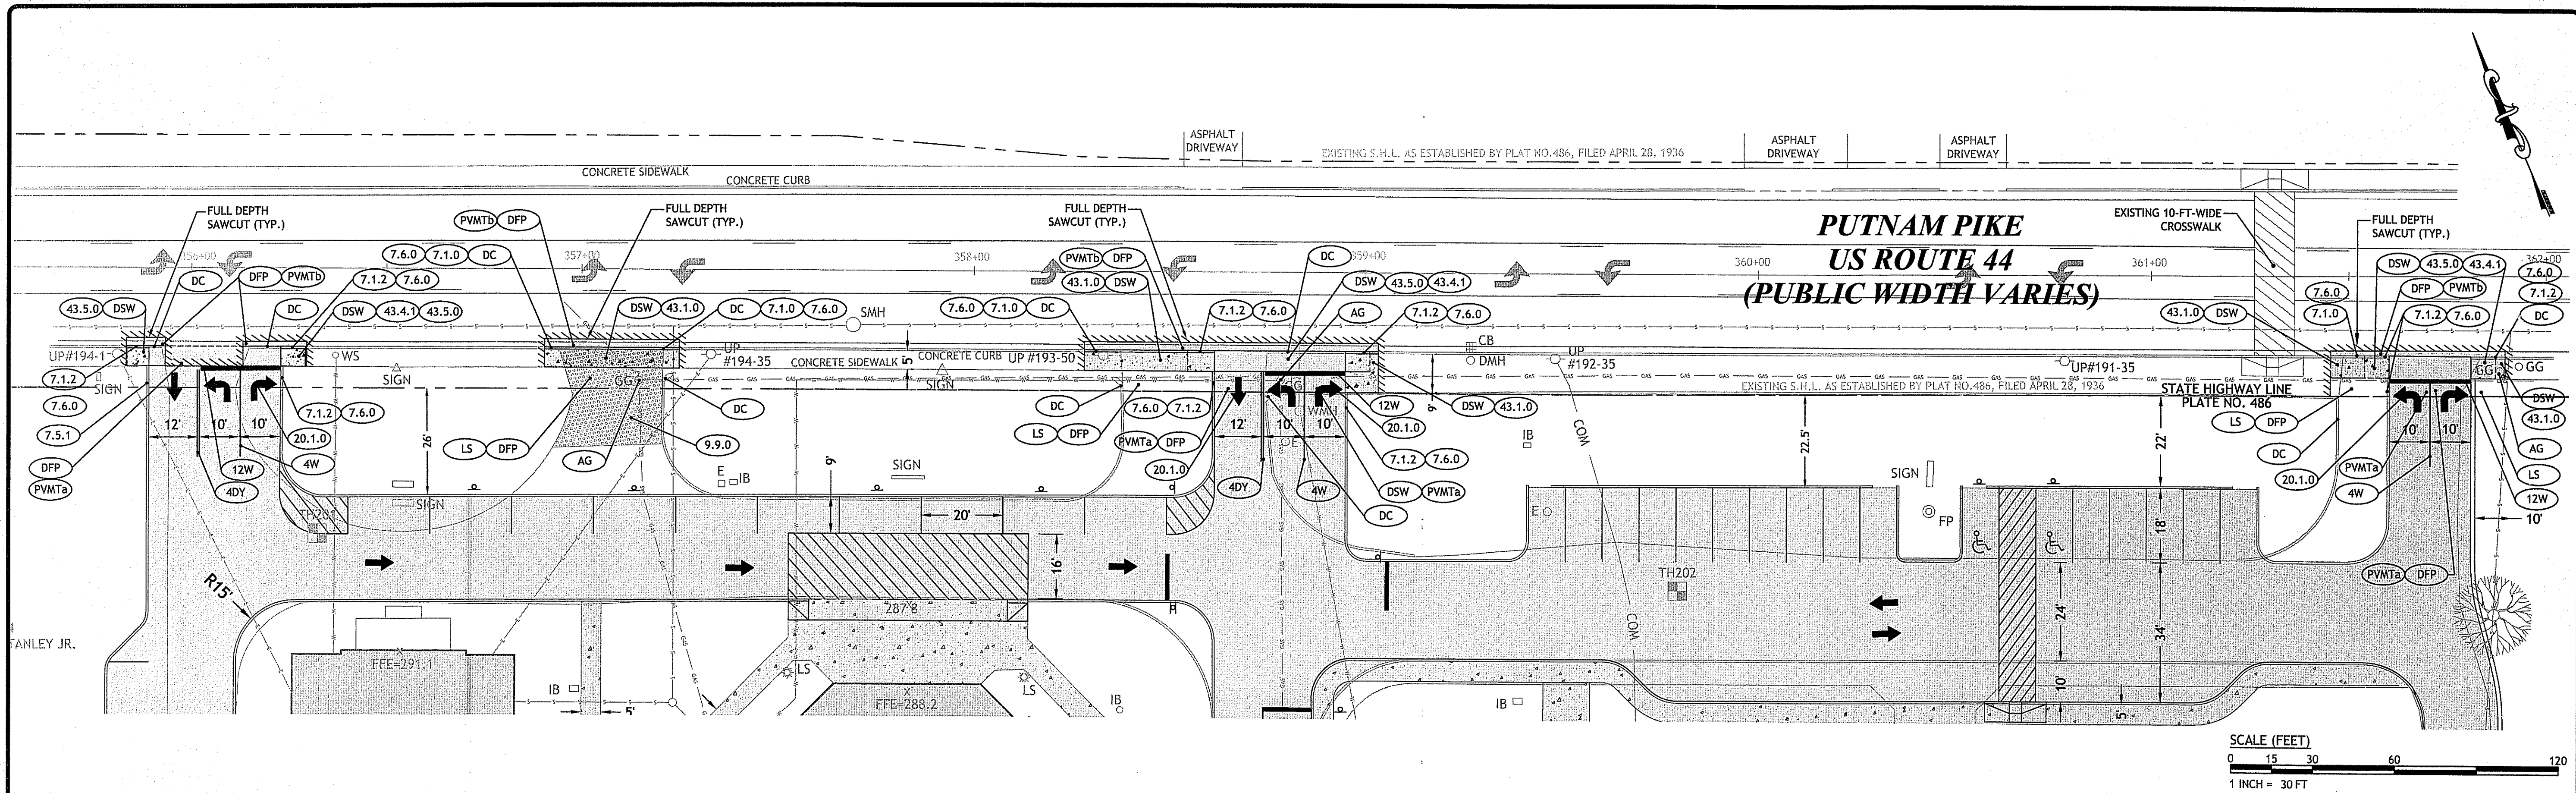 ASPHALT
DRIVEWAY
EXISTING S.H.L. AS ESTABLISHED BY PLAT NO.486, FILED APRIL 28, 1936
ASPHALT
DRIVEWAY
ASPHALT
DRIVEWAY
CONCRETE SIDEWALK
CONCRETE CURB
FULL DEPTH
SAWCUT (TYP.)
PVMTb DFP
FULL DEPTH
SAWCUT (TYP.)
FULL DEPTH
SAWCUT (TYP.)
PUTNAM PIKE
US ROUTE 44
(PUBLIC WIDTH VARIES)
EXISTING 10-FT-WIDE
CROSSWALK
FULL DEPTH
SAWCUT (TYP.)
356+00
357+00
358+00
359+00
360+00
361+00
362+00
DC
DFP PVMTb
7.1.2 7.6.0
7.6.0 7.1.0 DC
PVMTb DFP
43.1.0 DSW
DC
DSW 43.5.0 43.4.1
DSW 43.5.0 43.4.1
7.6.0
7.1.2
DC
43.5.0 DSW
DC
DSW 43.4.1 43.5.0
DSW 43.1.0
DC 7.1.0 7.6.0
SMH
7.6.0 7.1.0 DC
7.1.2 7.6.0
AG
7.1.2 7.6.0
43.1.0 DSW
7.6.0
7.1.0
DFP PVMTb
7.1.2 7.6.0
UP#194-1
WS
UP
#194-35
CONCRETE SIDEWALK
5'
CONCRETE CURB
UP #193-50
CB
DMH
UP
#192-35
UP#191-35
GG
GG
7.1.2
7.6.0
7.5.1
DFP
PVMTa
SIGN
SIGN
GG
SIGN
EXISTING S.H.L. AS ESTABLISHED BY PLAT NO.486, FILED APRIL 28, 1936
STATE HIGHWAY LINE
PLATE NO. 486
12' 10' 10'
7.1.2 7.6.0
20.1.0
4W
12W
4DY
26'
LS DFP
AG
DC
9.9.0
DC
LS DFP
7.6.0 7.1.2
PVMTa DFP
20.1.0
4DY
12' 10' 10'
WMH
E
4W
9'
12W
20.1.0
DSW 43.1.0
7.1.2 7.6.0
DSW PVMTa
DC
IB
COM
22.5'
22'
LS DFP
DC
20.1.0
PVMTa
4W
10' 10'
DSW
43.1.0
AG
LS
12W
10'
E
IB
SIGN
9'
SIGN
SIGN
TH201
20'
E
FP
18'
16'
R15'
TH202
PVMTa DFP
COM
24'
34'
10'
5'
287.8
TANLEY JR.
FFE=291.1
LS
LS
FFE=288.2
IB
5'
IB
IB
SCALE (FEET)
0 15 30 60 120
1 INCH = 30 FT